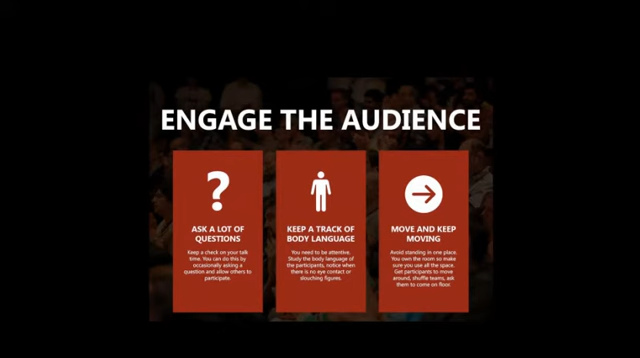 ENGAGE THE AUDIENCE
?
ASK A LOT OF
QUESTIONS
Keep a check on your talk
time. You can do this by
occasionally asking a
question and allow others to
participate.
KEEP A TRACK OF
BODY LANGUAGE
You need to be attentive.
Study the body language of
the participants, notice when
there is no eye contact or
slouching figures.
MOVE AND KEEP
MOVING
Avoid standing in one place.
You own the room so make
sure you use all the space.
Get participants to move
around, shuffle teams, ask
them to come on floor.